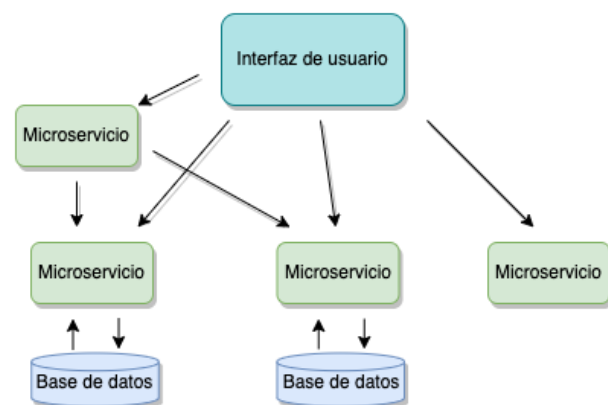 Interfaz de usuario
Microservicio
Microservicio
Microservicio
Microservicio
Base de datos
Base de datos